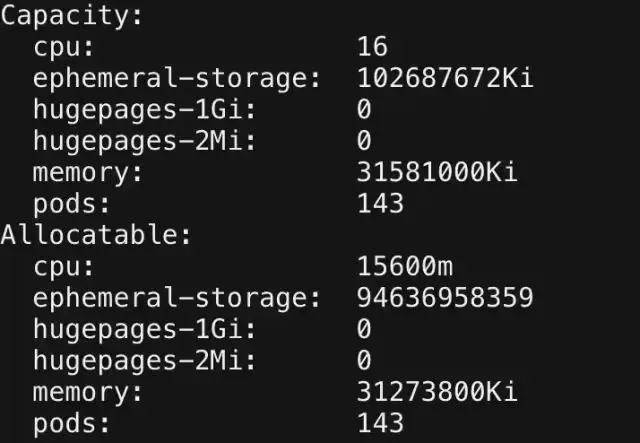 Capacity:
  cpu:                16
  ephemeral-storage:  102687672Ki
  hugepages-1Gi:      0
  hugepages-2Mi:      0
  memory:             31581000Ki
  pods:               143
Allocatable:
  cpu:                15600m
  ephemeral-storage:  94636958359
  hugepages-1Gi:      0
  hugepages-2Mi:      0
  memory:             31273800Ki
  pods:               143